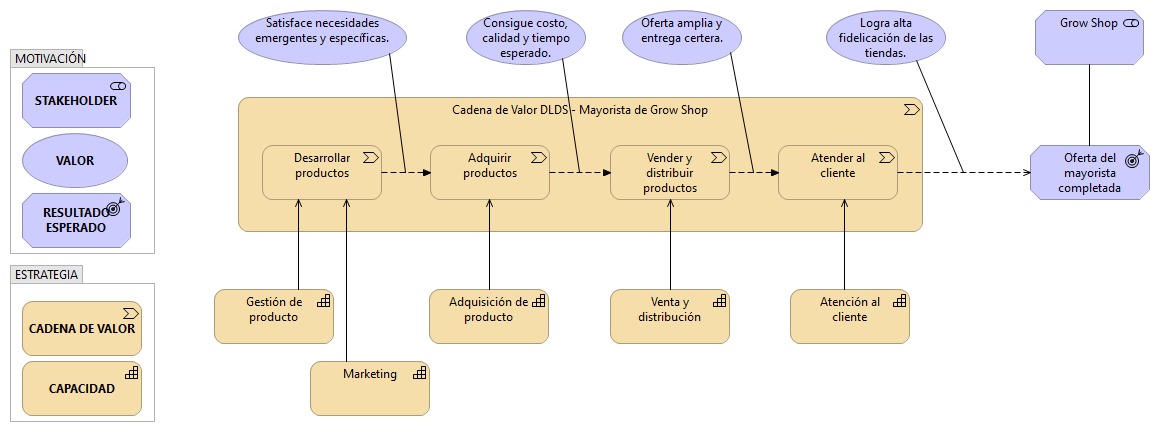 Satisface necesidades
emergentes y específicas.
Consigue costo,
calidad y tiempo
esperado.
Oferta amplia y
entrega certera.
Logra alta
fidelicación de las
tiendas.
Grow Shop
MOTIVACIÓN
STAKEHOLDER
VALOR
RESULTADO
ESPERADO
Cadena de Valor DLDS - Mayorista de Grow Shop
Desarrollar
productos
Adquirir
productos
Vender y
distribuir
productos
Atender al
cliente
Oferta del
mayorista
completada
ESTRATEGIA
CADENA DE VALOR
CAPACIDAD
Gestión de
producto
Adquisición de
producto
Venta y
distribución
Atención al
cliente
Marketing